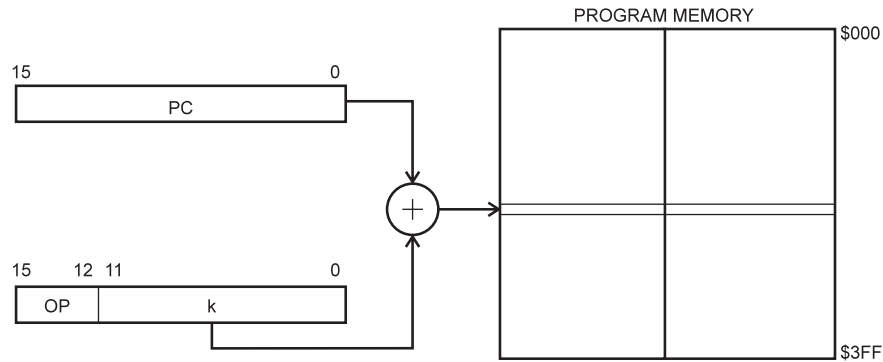 PROGRAM MEMORY
$000
15 0
PC
+
15 12 11 0
OP k
$3FF